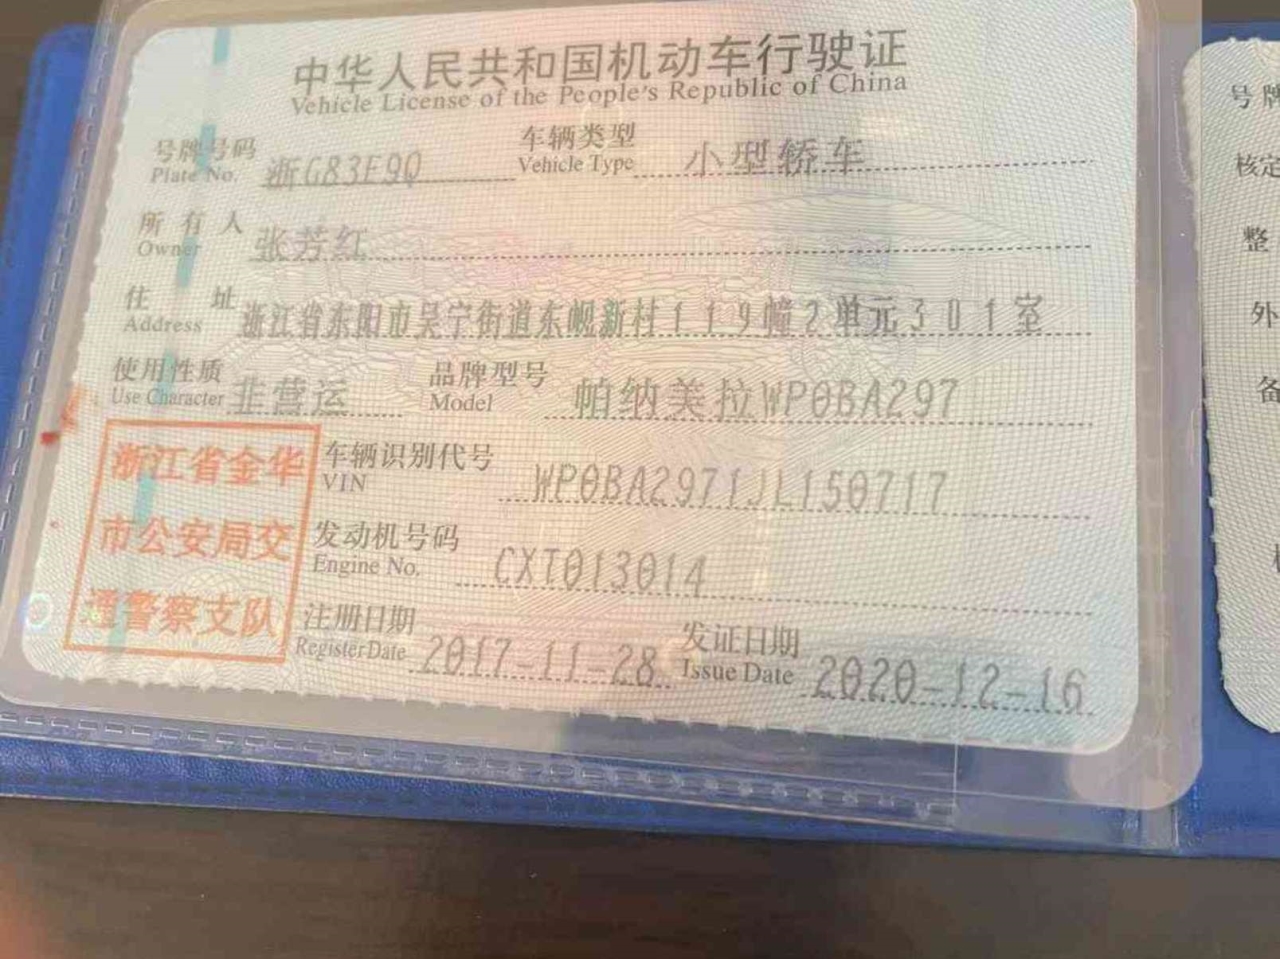 中华人民共和国机动车行驶证
Vehicle License of the People's Republic of China
号牌号码 浙G83F9Q 车辆类型 小型轿车
Plate No. Vehicle Type
所有人 张芳红
Owner
住址 浙江省东阳市吴宁街道东岘新村119幢2单元301室
Address
使用性质 非营运 品牌型号 帕纳美拉WP0BA297
Use Character Model
浙江省金华
市公安局交
通警察支队
车辆识别代号 WP0BA2971JL150717
VIN
发动机号码 CXT013014
Engine No.
注册日期 2017-11-28 发证日期 2020-12-16
Register Date Issue Date
号牌
核定
整
外
备